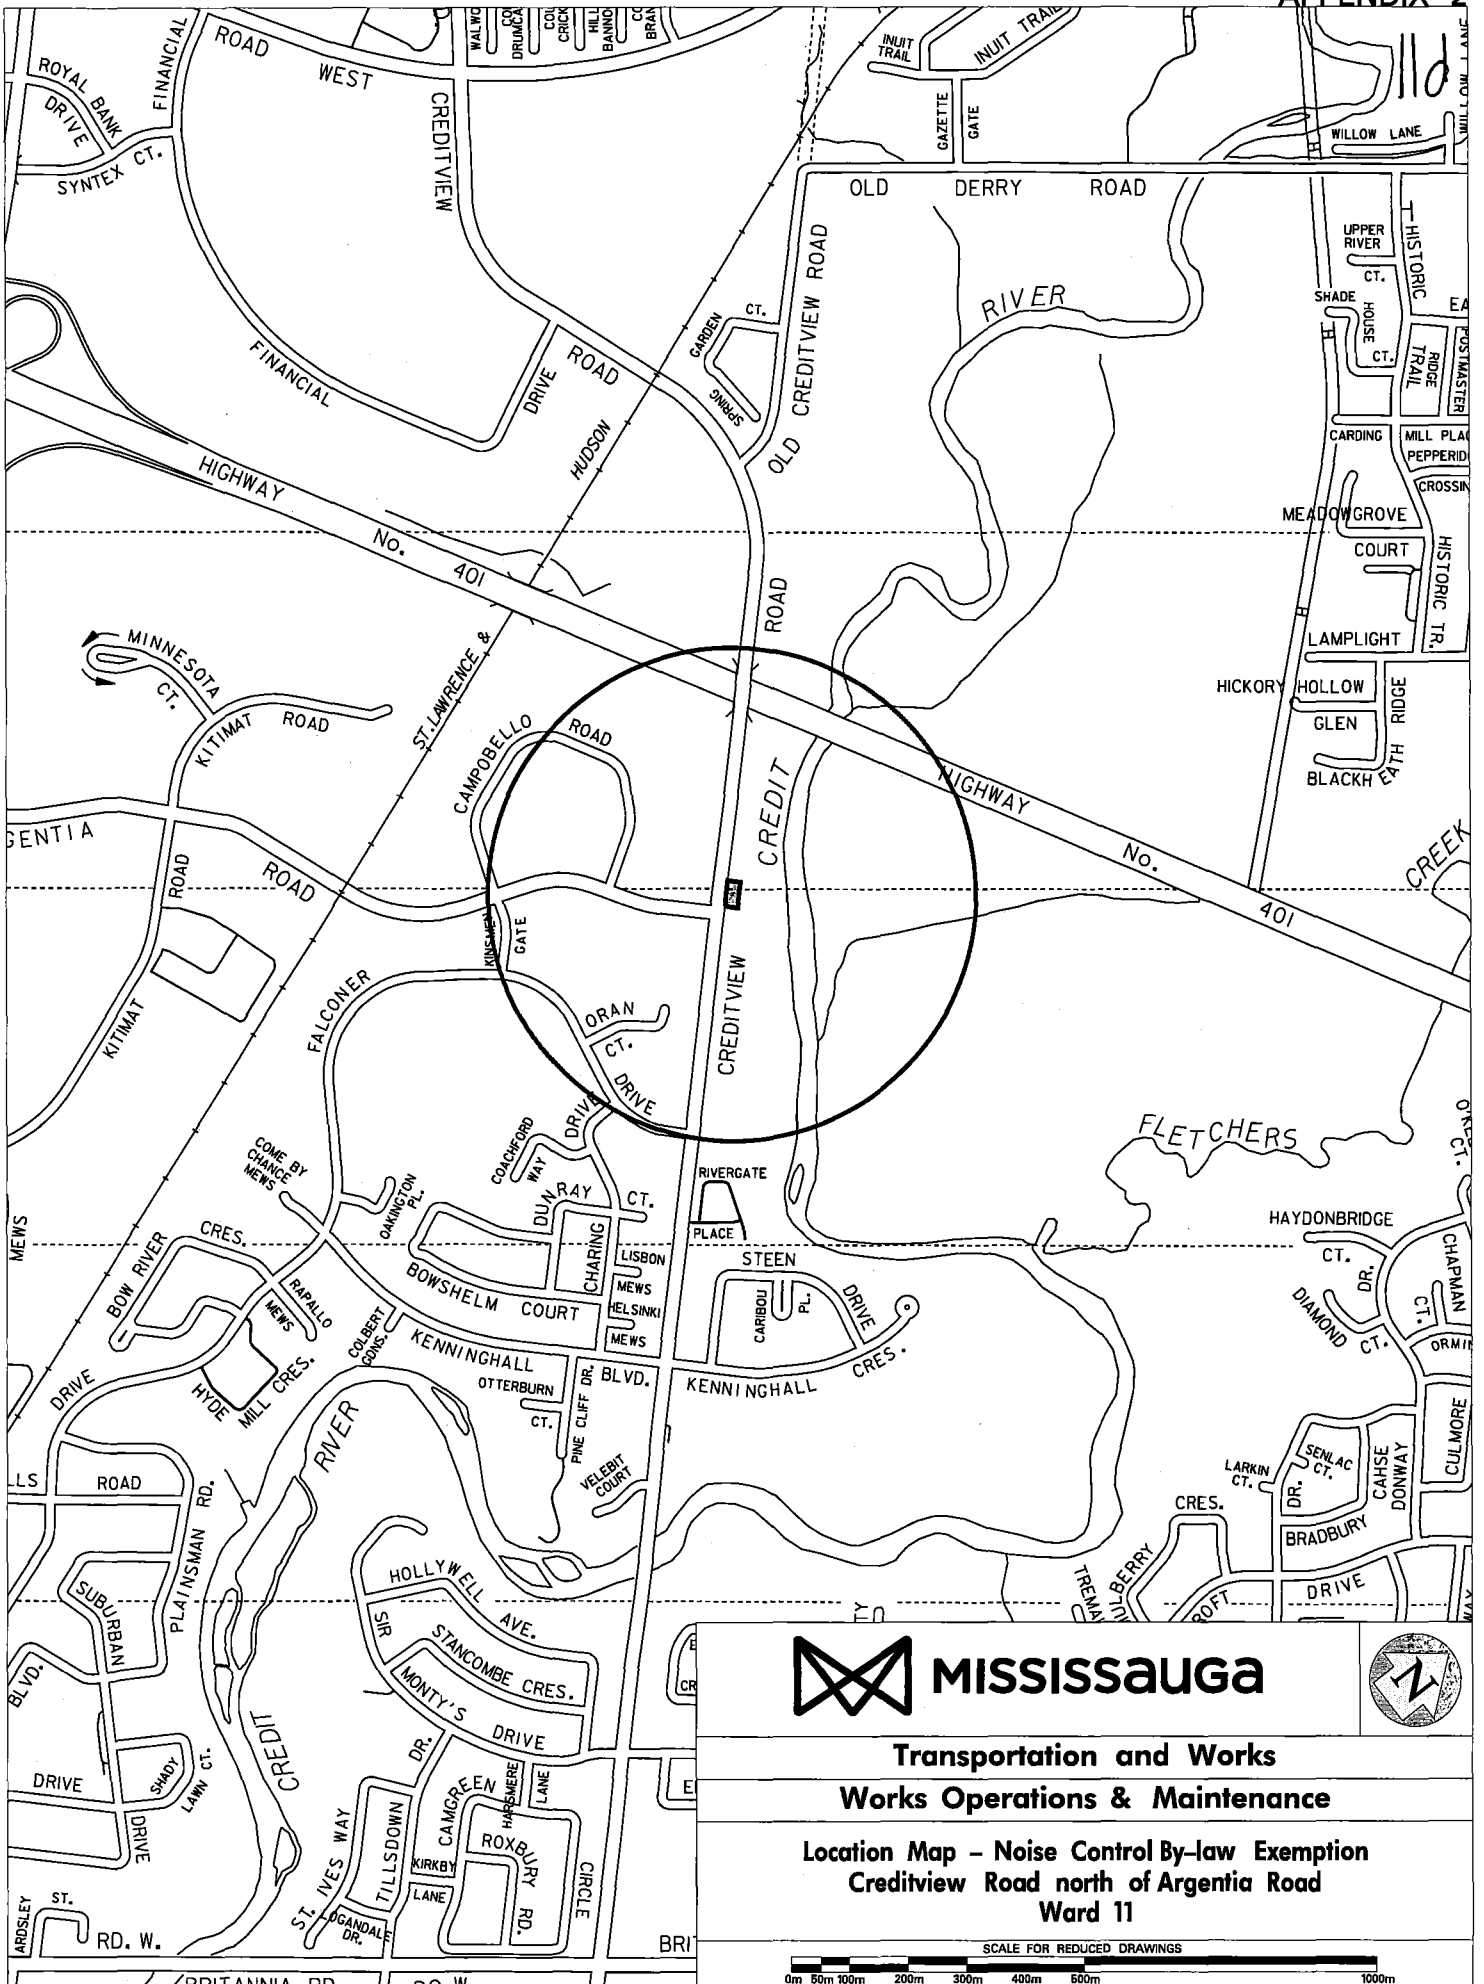 APPENDIX 2
11d
ROAD WEST
FINANCIAL
ROYAL BANK
DRIVE
SYNTEX CT.
CREDITVIEW
INUIT
TRAIL
INUIT TRAIL
GAZETTE
GATE
WILLOW LANE
OLD DERRY ROAD
UPPER
RIVER
CT.
HISTORIC
SHADE
HOUSE
CT.
RIDGE
TRAIL
POSTMASTER
RIVER
GARDEN
CT.
SPRING
OLD CREDITVIEW ROAD
FINANCIAL
DRIVE
ROAD
HUDSON
CARDING
MILL
HIGHWAY
No.
401
MEADOWGROVE
COURT
HISTORIC TR.
ROAD
LAMPLIGHT
MINNESOTA
CT.
KITIMAT ROAD
ST. LAWRENCE &
HICKORY HOLLOW
GLEN
RIDGE
BLACKHEATH
CAMPOBELLO
ROAD
CREDIT
HIGHWAY
No.
401
CREEK
ROAD
ROAD
KINSMEN
GATE
KITIMAT
FALCONER
ORAN
CT.
DRIVE
CREDITVIEW
FLETCHERS
COME BY
CHANCE
MEWS
OAKINGTON
PL.
COACHFORD
WAY
DRIVE
DUNRAY
CT.
RIVERGATE
PLACE
HAYDONBRIDGE
CT.
CHAPMAN
CT.
DR.
DIAMOND
CT.
MEWS
BOW RIVER
CRES.
RAPALLO
MEWS
COLBERT
GDNS.
BOWSHELM COURT
CHARING
LISBON
MEWS
HELSINKI
MEWS
STEEN
DRIVE
CARIBOU
PL.
KENNINGHALL
BLVD.
KENNINGHALL
CRES.
DRIVE
HYDE
MILL CRES.
OTTERBURN
CT.
PINE CLIFF DR.
VELEBIT
COURT
RIVER
ROAD
PLAINSMAN RD.
LARKIN
CT.
SENLAC
CT.
DR.
CAHSE
DONWAY
CULMORE
CRES.
BRADBURY
DRIVE
SUBURBAN
HOLLYWELL
AVE.
SIR
MONTY'S
DRIVE
STANCOMBE CRES.
BLVD.
CREDIT
DRIVE
SHADY
LAWN CT.
DRIVE
DR.
CAMGREEN
HARSMERE
LANE
ROXBURY
RD.
TILLSDOWN
KIRKBY
LANE
ST. IVES WAY
LOGANDALE
DR.
CIRCLE
ARDSLEY
ST.
RD. W.
BRITANNIA RD.
MISSISSAUGA
N
Transportation and Works
Works Operations & Maintenance
Location Map – Noise Control By-law Exemption
Creditview Road north of Argentia Road
Ward 11
SCALE FOR REDUCED DRAWINGS
0m 50m 100m 200m 300m 400m 500m 1000m